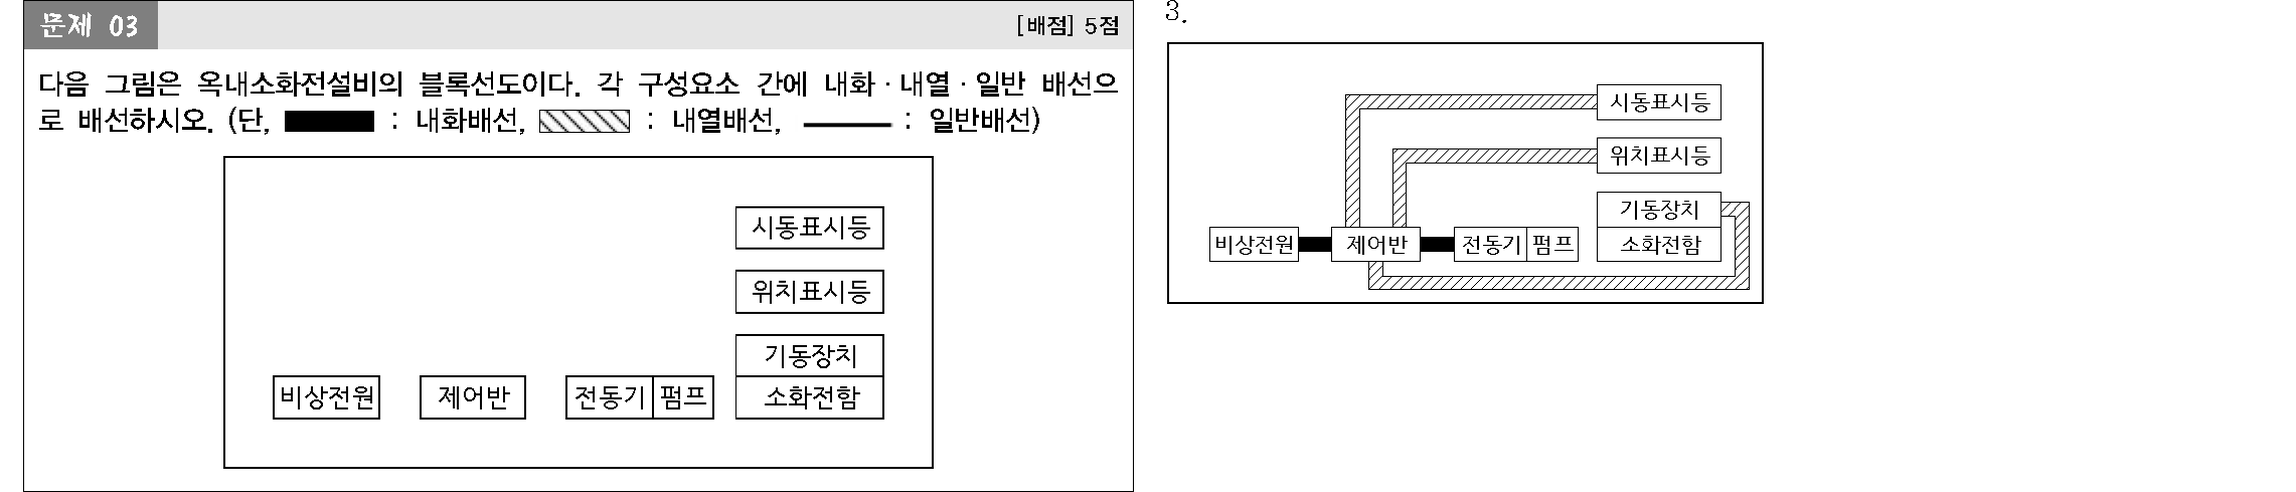 문제 03
[배점] 5점
다음 그림은 옥내소화전설비의 블록선도이다. 각 구성요소 간에 내화·내열·일반 배선으
로 배선하시오. (단, : 내화배선, : 내열배선, : 일반배선)
시동표시등
위치표시등
기동장치
비상전원 제어반 전동기 펌프 소화전함
3.
시동표시등
위치표시등
기동장치
비상전원 제어반 전동기 펌프 소화전함